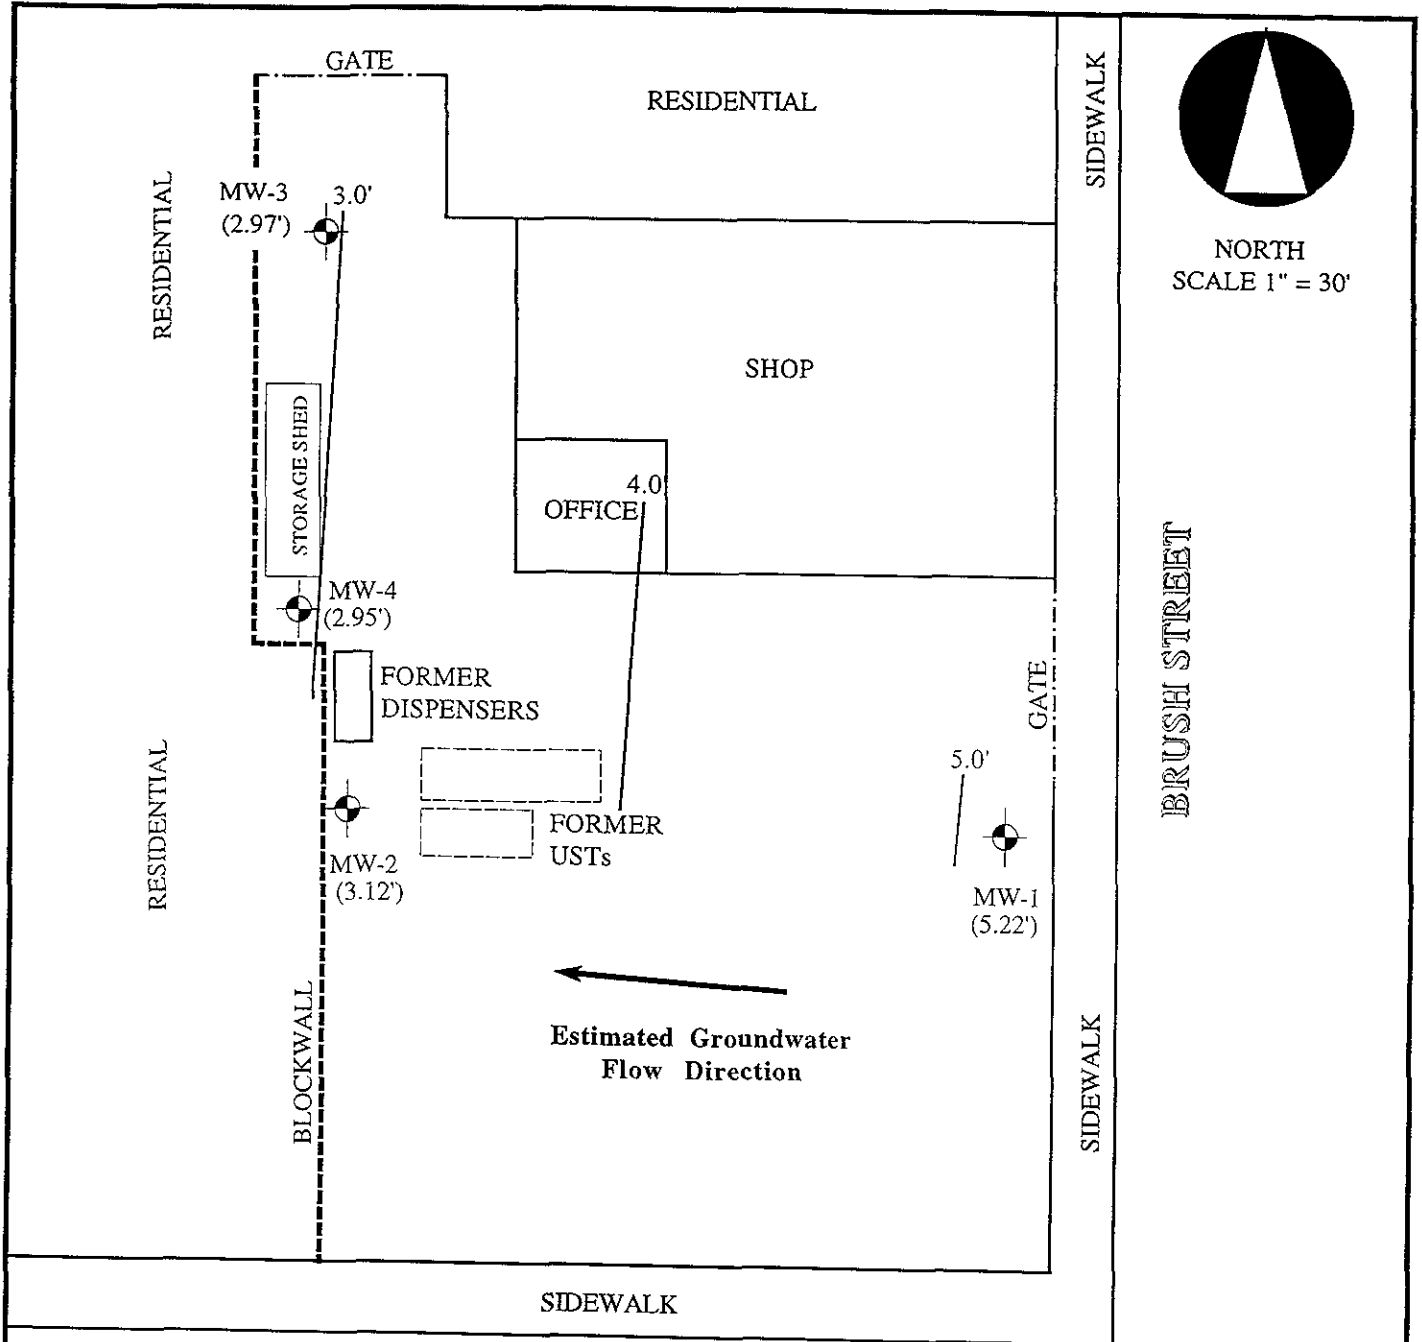 GATE
RESIDENTIAL
SIDEWALK
NORTH
SCALE 1" = 30'
RESIDENTIAL
MW-3
(2.97')
3.0'
SHOP
STORAGE SHED
4.0
OFFICE
MW-4
(2.95')
FORMER
DISPENSERS
GATE
BRUSH STREET
5.0'
RESIDENTIAL
FORMER
USTs
MW-2
(3.12')
MW-1
(5.22')
BLOCKWALL
Estimated Groundwater
Flow Direction
SIDEWALK
SIDEWALK